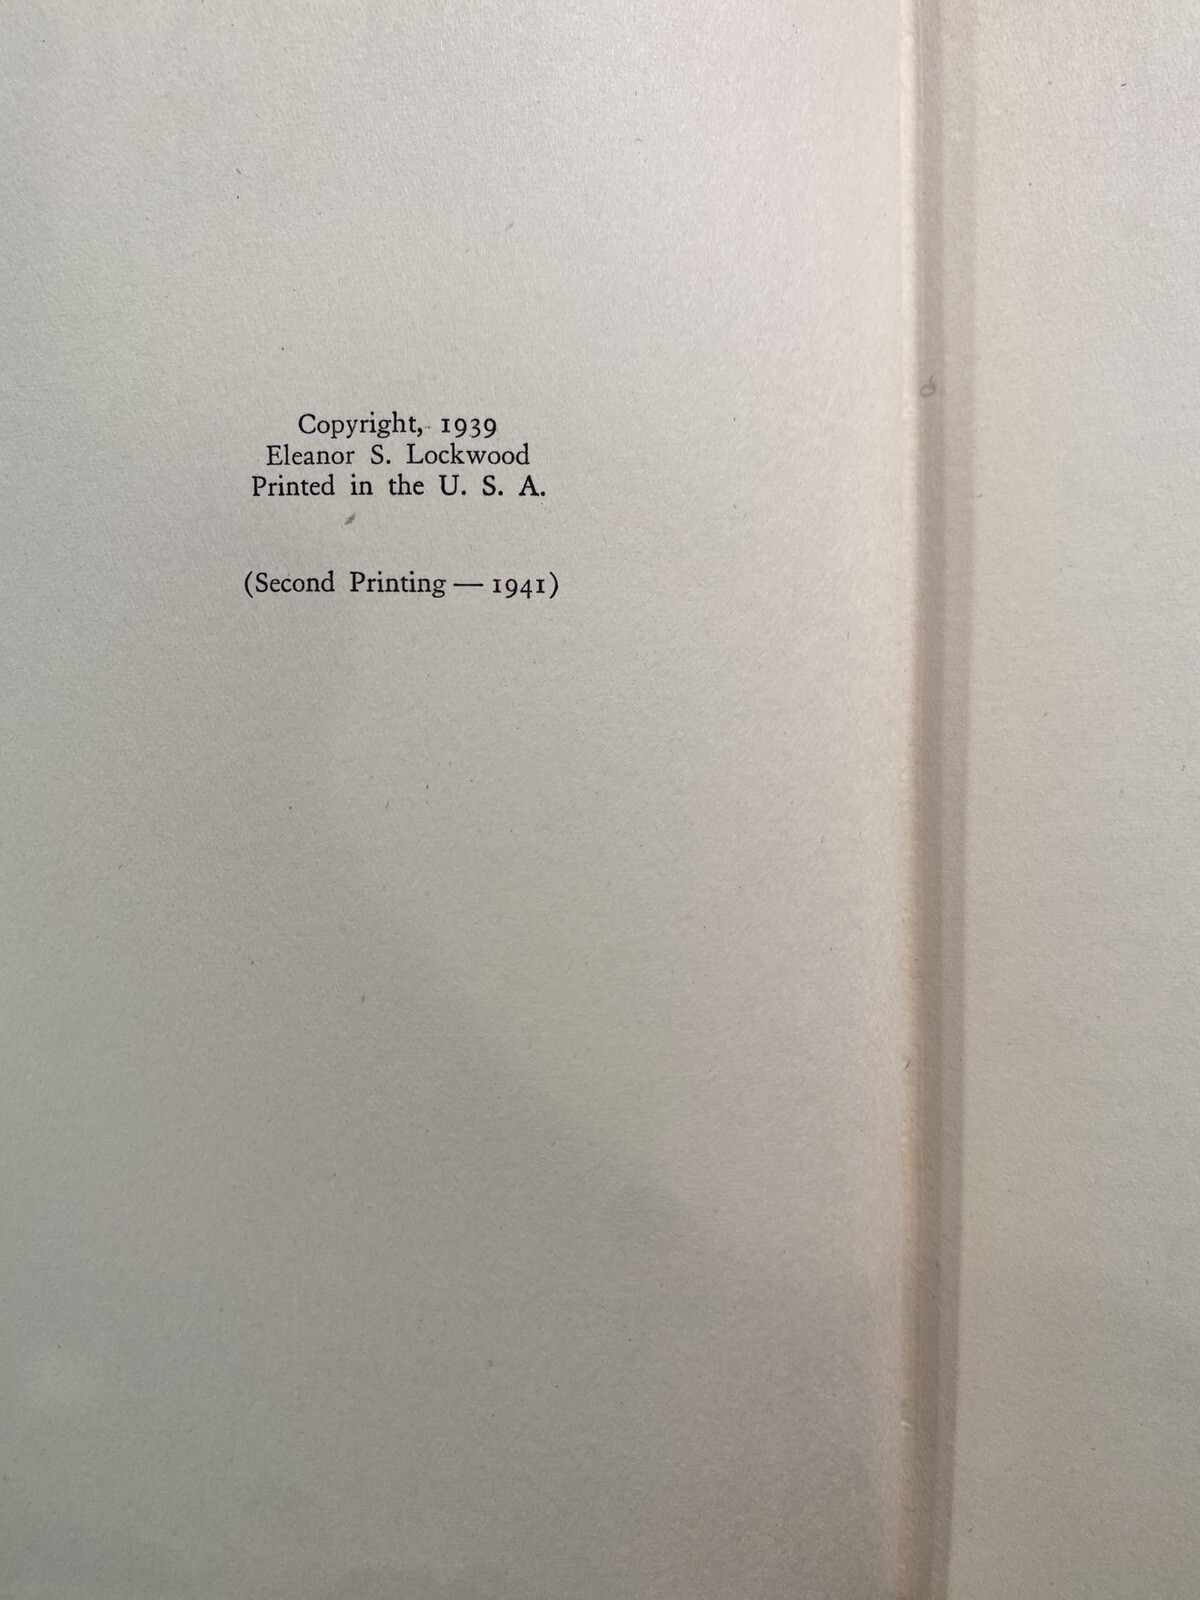 Copyright, 1939
Eleanor S. Lockwood
Printed in the U. S. A.
(Second Printing — 1941)